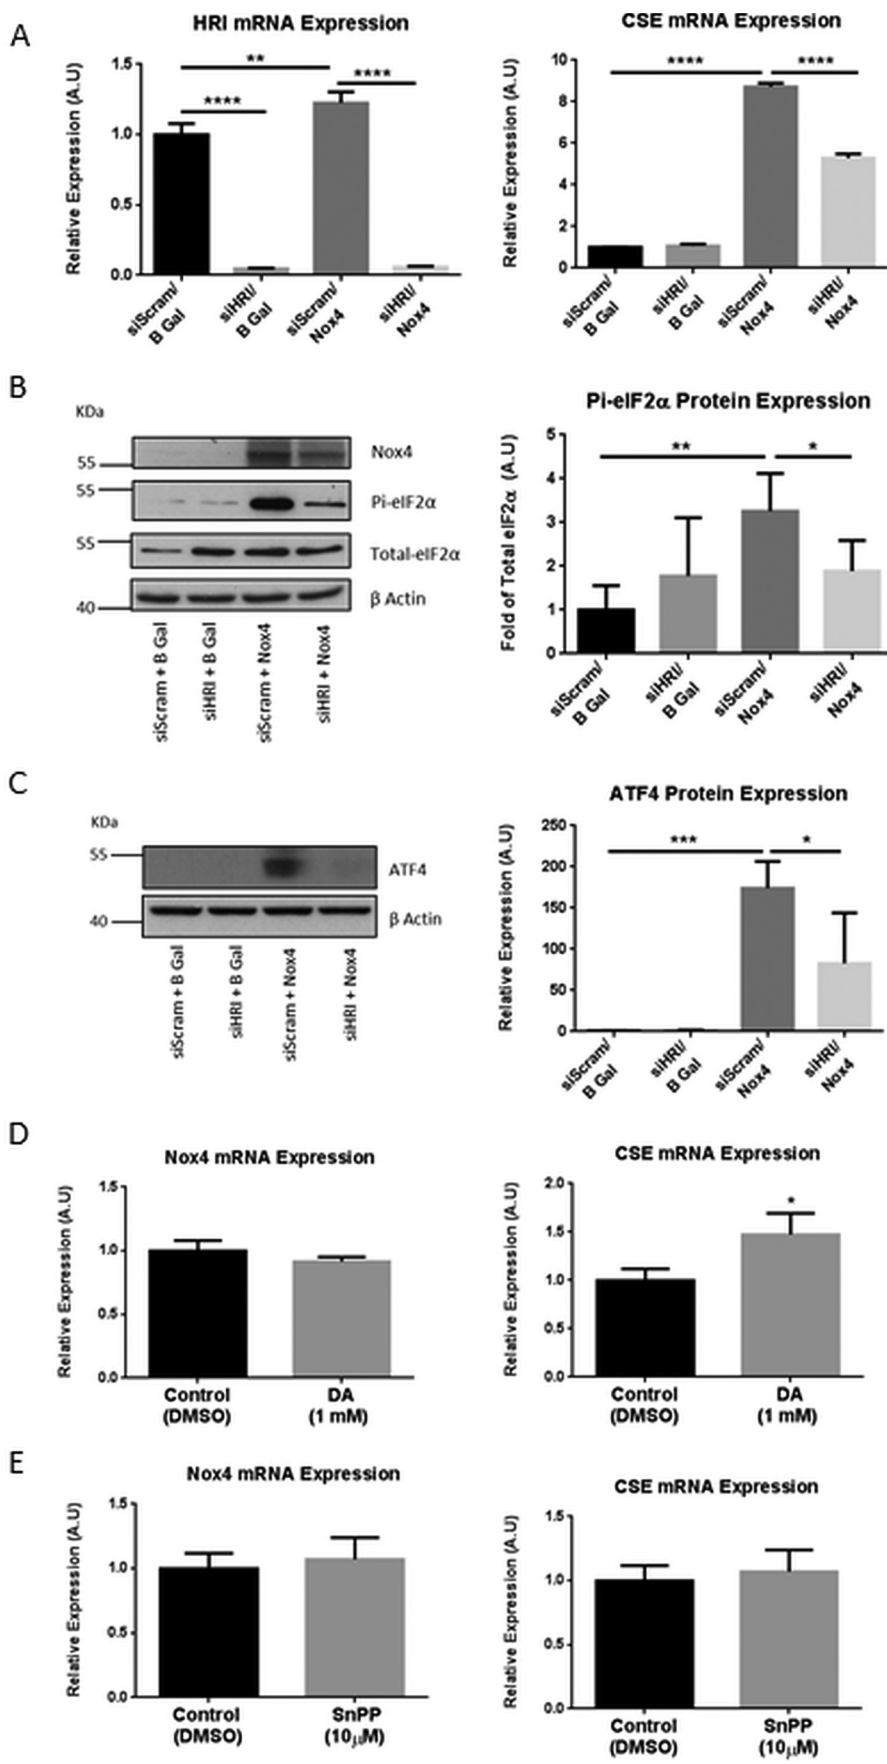 A
HRI mRNA Expression
Relative Expression (A.U)
1.5
1.0
0.5
0.0
**
****
****
siScram/
B Gal
siHRI/
B Gal
siScram/
Nox4
siHRI/
Nox4
CSE mRNA Expression
Relative Expression (A.U)
10
8
6
4
2
0
****
****
siScram/
B Gal
siHRI/
B Gal
siScram/
Nox4
siHRI/
Nox4
B
KDa
55
Nox4
55
Pi-eIF2α
55
Total-eIF2α
40
β Actin
siScram + B Gal
siHRI + B Gal
siScram + Nox4
siHRI + Nox4
Pi-eIF2α Protein Expression
Fold of Total eIF2α (A.U)
5
4
3
2
1
0
**
*
siScram/
B Gal
siHRI/
B Gal
siScram/
Nox4
siHRI/
Nox4
C
KDa
55
ATF4
40
β Actin
siScram + B Gal
siHRI + B Gal
siScram + Nox4
siHRI + Nox4
ATF4 Protein Expression
Relative Expression (A.U)
250
200
150
100
50
0
***
*
siScram/
B Gal
siHRI/
B Gal
siScram/
Nox4
siHRI/
Nox4
D
Nox4 mRNA Expression
Relative Expression (A.U)
1.5
1.0
0.5
0.0
Control
(DMSO)
DA
(1 mM)
CSE mRNA Expression
Relative Expression (A.U)
2.0
1.5
1.0
0.5
0.0
*
Control
(DMSO)
DA
(1 mM)
E
Nox4 mRNA Expression
Relative Expression (A.U)
1.5
1.0
0.5
0.0
Control
(DMSO)
SnPP
(10μM)
CSE mRNA Expression
Relative Expression (A.U)
1.5
1.0
0.5
0.0
Control
(DMSO)
SnPP
(10μM)